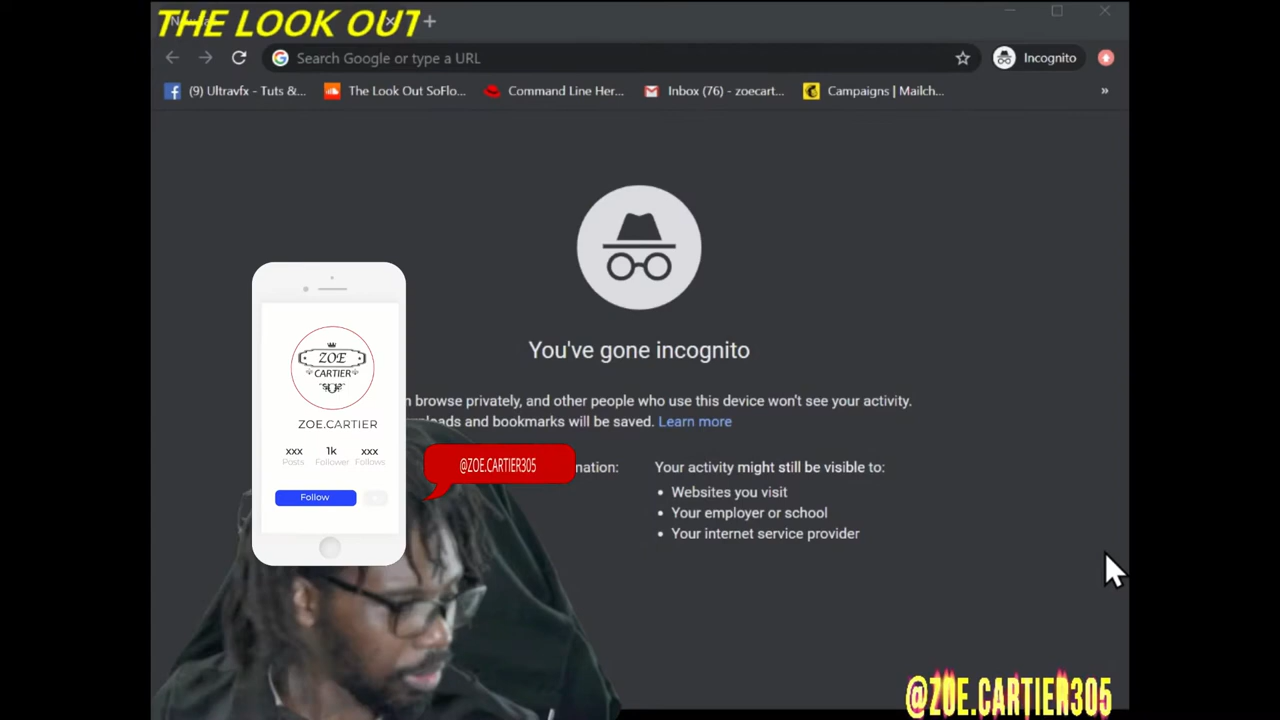 THE LOOK OUT
Search Google or type a URL
Incognito
(9) Ultravfx - Tuts &... The Look Out SoFlo... Command Line Her... Inbox (76) - zoecart... Campaigns | Mailch... »
You've gone incognito
browse privately, and other people who use this device won't see your activity.
and bookmarks will be saved. Learn more
Your activity might still be visible to:
• Websites you visit
• Your employer or school
• Your internet service provider
ZOE
CARTIER
ZOE.CARTIER
xxx 1k xxx
Posts Follower Follows
Follow
@ZOE.CARTIER305
@ZOE.CARTIER305